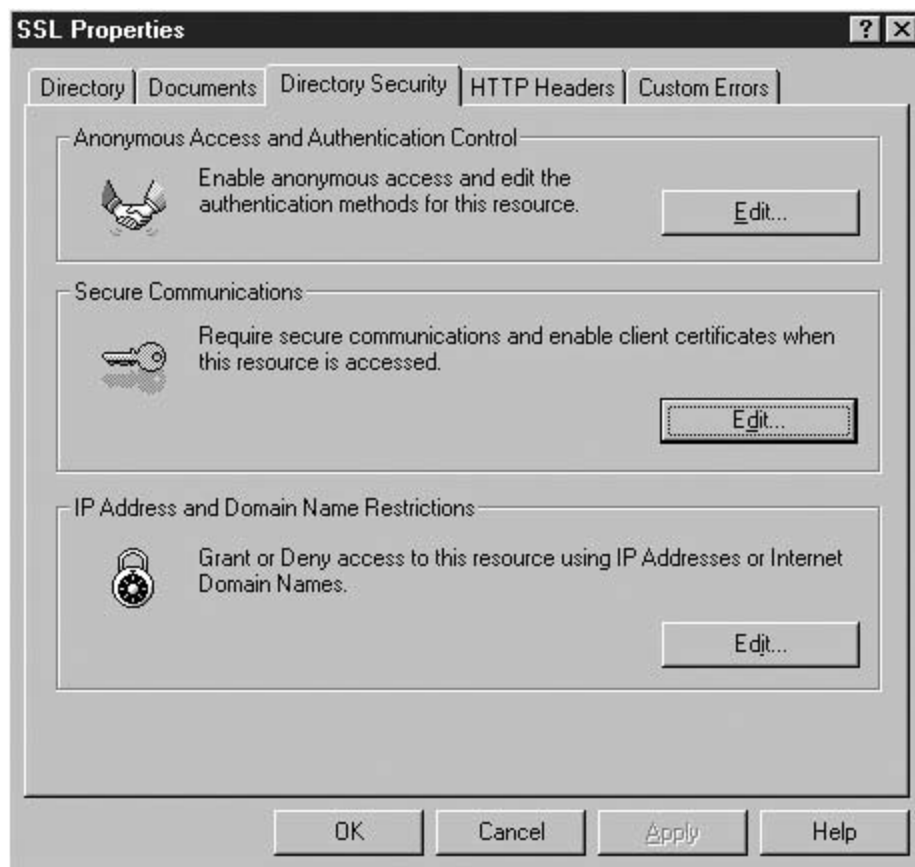 SSL Properties
Directory
Documents
Directory Security
HTTP Headers
Custom Errors
Anonymous Access and Authentication Control
Enable anonymous access and edit the
authentication methods for this resource.
Edit...
Secure Communications
Require secure communications and enable client certificates when
this resource is accessed.
Edit...
IP Address and Domain Name Restrictions
Grant or Deny access to this resource using IP Addresses or Internet
Domain Names.
Edit...
OK
Cancel
Apply
Help